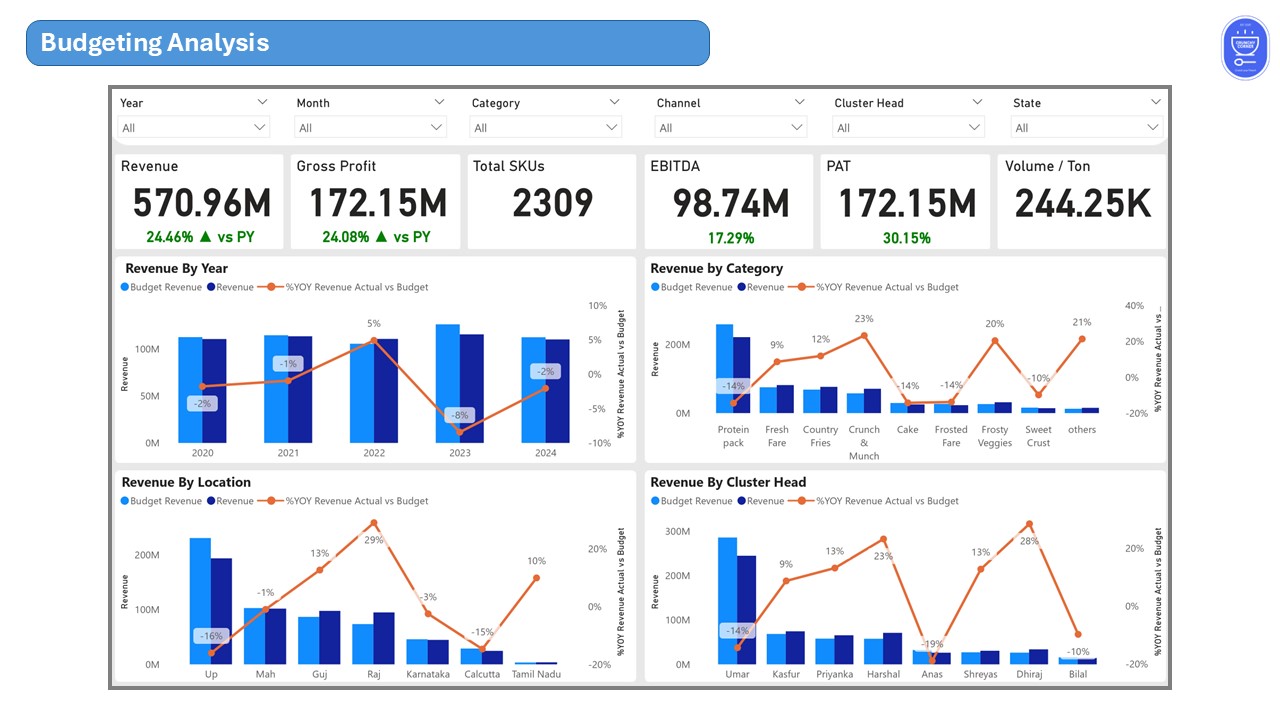 Budgeting Analysis
CRUNCHY
COOKIES
Year
Month
Category
Channel
Cluster Head
State
All
All
All
All
All
All
Revenue
570.96M
24.46% ▲ vs PY
Gross Profit
172.15M
24.08% ▲ vs PY
Total SKUs
2309
EBITDA
98.74M
17.29%
PAT
172.15M
30.15%
Volume / Ton
244.25K
Revenue By Year
Budget Revenue Revenue %YOY Revenue Actual vs Budget
Revenue
100M
50M
0M
-2%
-1%
5%
-8%
-2%
10%
5%
0%
-5%
-10%
%YOY Revenue Actual vs Budget
2020 2021 2022 2023 2024
Revenue by Category
Budget Revenue Revenue %YOY Revenue Actual vs Budget
Revenue
200M
0M
-14%
9%
12%
23%
-14%
-14%
20%
-10%
21%
40%
20%
0%
-20%
%YOY Revenue Actual vs ...
Protein
pack
Fresh
Fare
Country
Fries
Crunch
&
Munch
Cake
Frosted
Fare
Frosty
Veggies
Sweet
Crust
others
Revenue By Location
Budget Revenue Revenue %YOY Revenue Actual vs Budget
Revenue
200M
100M
0M
-16%
-1%
13%
29%
-3%
-15%
10%
20%
0%
-20%
%YOY Revenue Actual vs Budget
Up Mah Guj Raj Karnataka Calcutta Tamil Nadu
Revenue By Cluster Head
Budget Revenue Revenue %YOY Revenue Actual vs Budget
Revenue
300M
200M
100M
0M
-14%
9%
13%
23%
-19%
13%
28%
-10%
20%
0%
-20%
%YOY Revenue Actual vs Budget
Umar Kasfur Priyanka Harshal Anas Shreyas Dhiraj Bilal